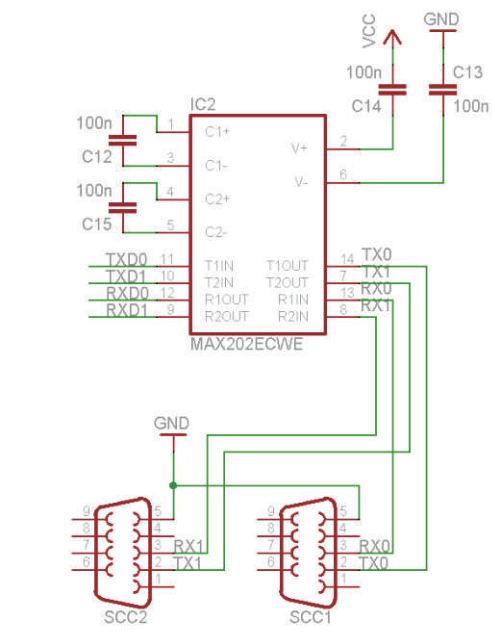 VCC
GND
100n
C14
C13
100n
IC2
100n
C12
1
C1+
3
C1-
100n
C15
4
C2+
5
C2-
V+
2
V-
6
TXD0 11 T1IN T1OUT 14 TX0
TXD1 10 T2IN T2OUT 7 TX1
RXD0 12 R1OUT R1IN 13 RX0
RXD1 9 R2OUT R2IN 8 RX1
MAX202ECWE
GND
9 5
8 4
7 3 RX1
6 2 TX1
1
SCC2
9 5
8 4
7 3 RX0
6 2 TX0
1
SCC1